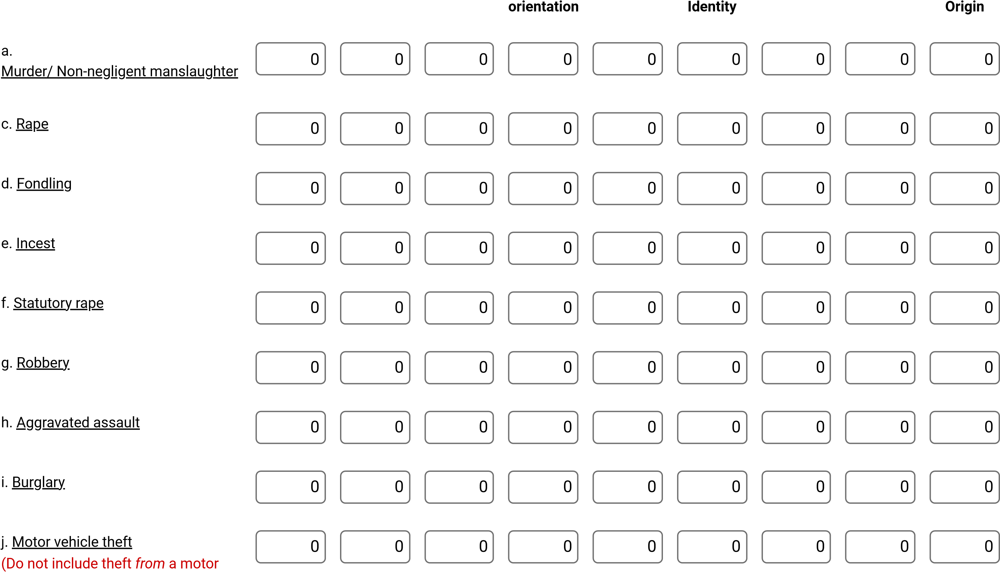 orientation Identity Origin
a.
Murder/ Non-negligent manslaughter 0 0 0 0 0 0 0 0 0
c. Rape 0 0 0 0 0 0 0 0 0
d. Fondling 0 0 0 0 0 0 0 0 0
e. Incest 0 0 0 0 0 0 0 0 0
f. Statutory rape 0 0 0 0 0 0 0 0 0
g. Robbery 0 0 0 0 0 0 0 0 0
h. Aggravated assault 0 0 0 0 0 0 0 0 0
i. Burglary 0 0 0 0 0 0 0 0 0
j. Motor vehicle theft 0 0 0 0 0 0 0 0 0
(Do not include theft from a motor